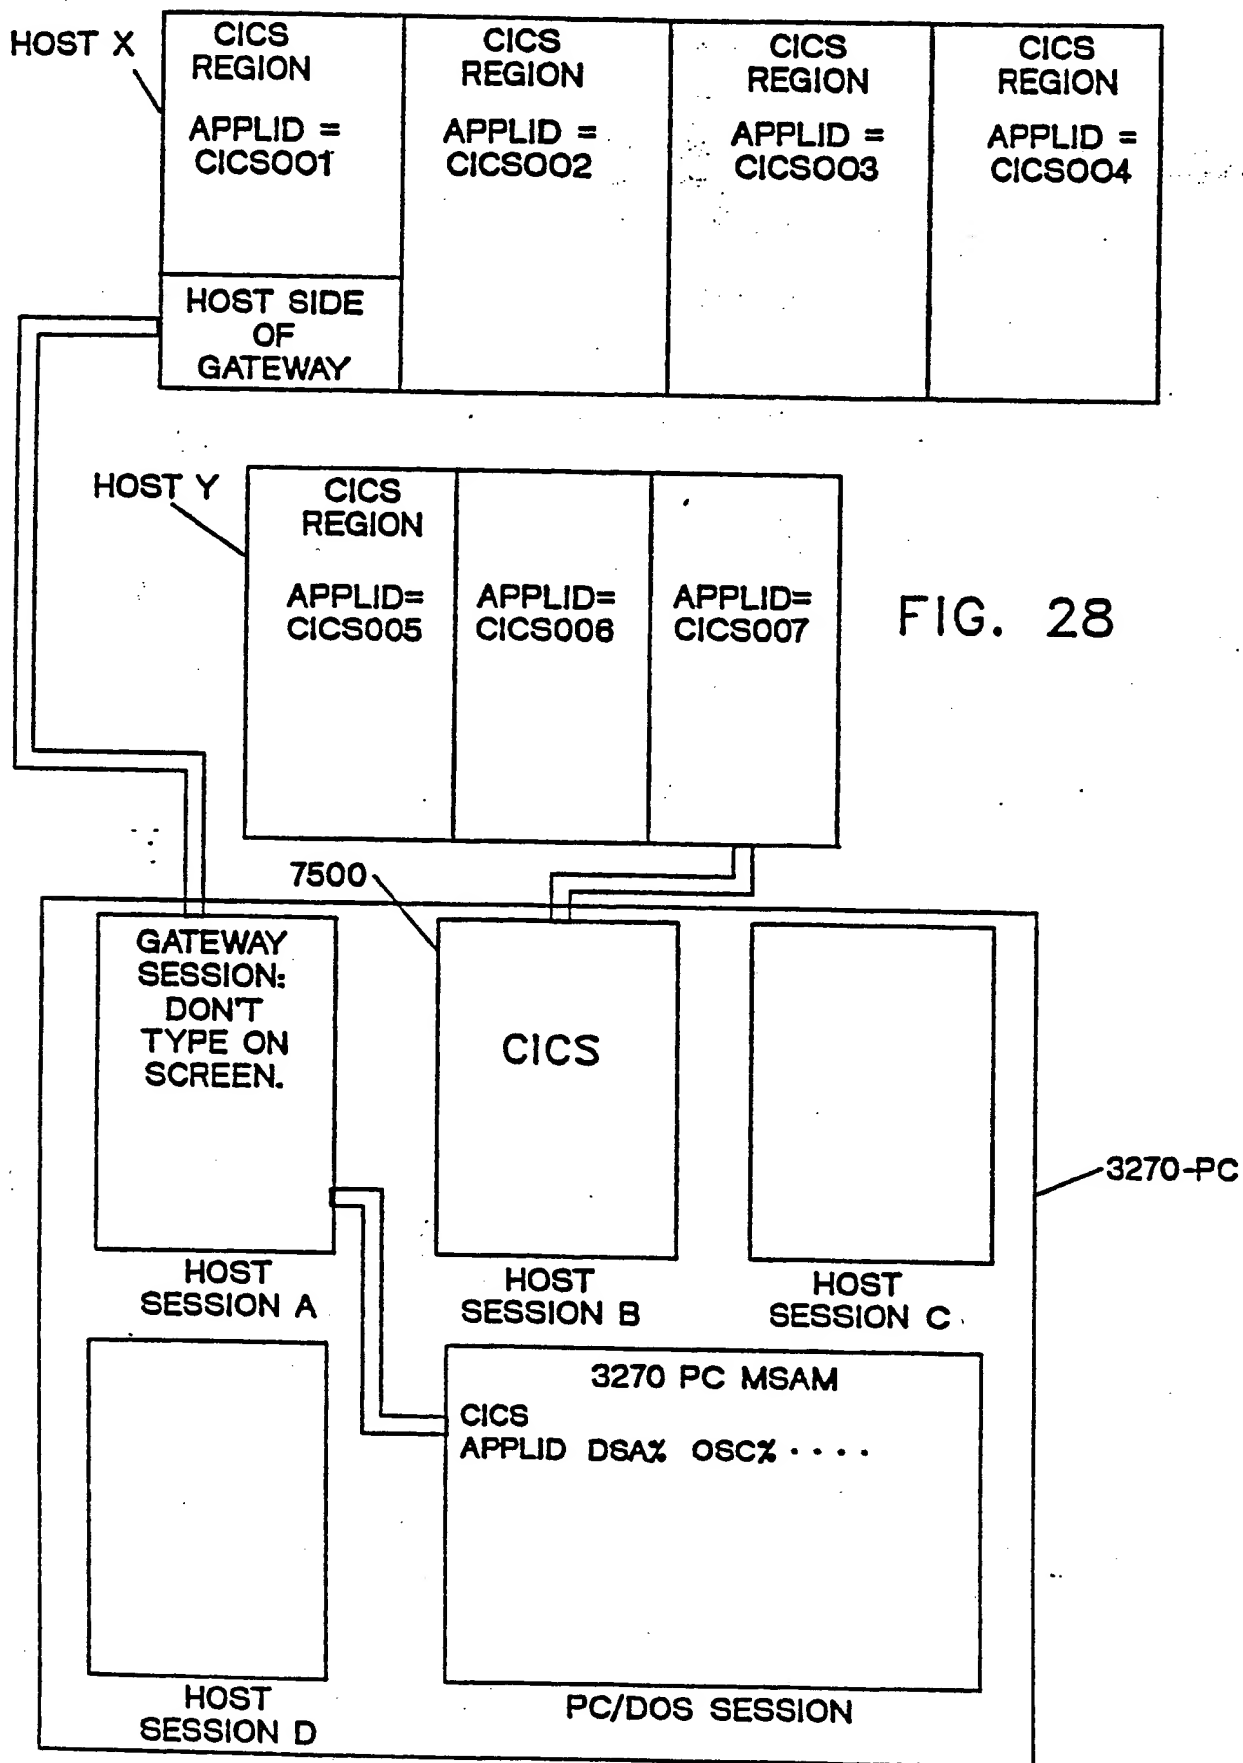 HOST X
CICS
REGION
APPLID =
CICS001
CICS
REGION
APPLID =
CICS002
CICS
REGION
APPLID =
CICS003
CICS
REGION
APPLID =
CICS004
HOST SIDE
OF
GATEWAY
HOST Y
CICS
REGION
APPLID=
CICS005
APPLID=
CICS006
APPLID=
CICS007
FIG. 28
7500
GATEWAY
SESSION:
DON'T
TYPE ON
SCREEN.
CICS
3270-PC
HOST
SESSION A
HOST
SESSION B
HOST
SESSION C
3270 PC MSAM
CICS
APPLID DSA% OSC% ....
HOST
SESSION D
PC/DOS SESSION